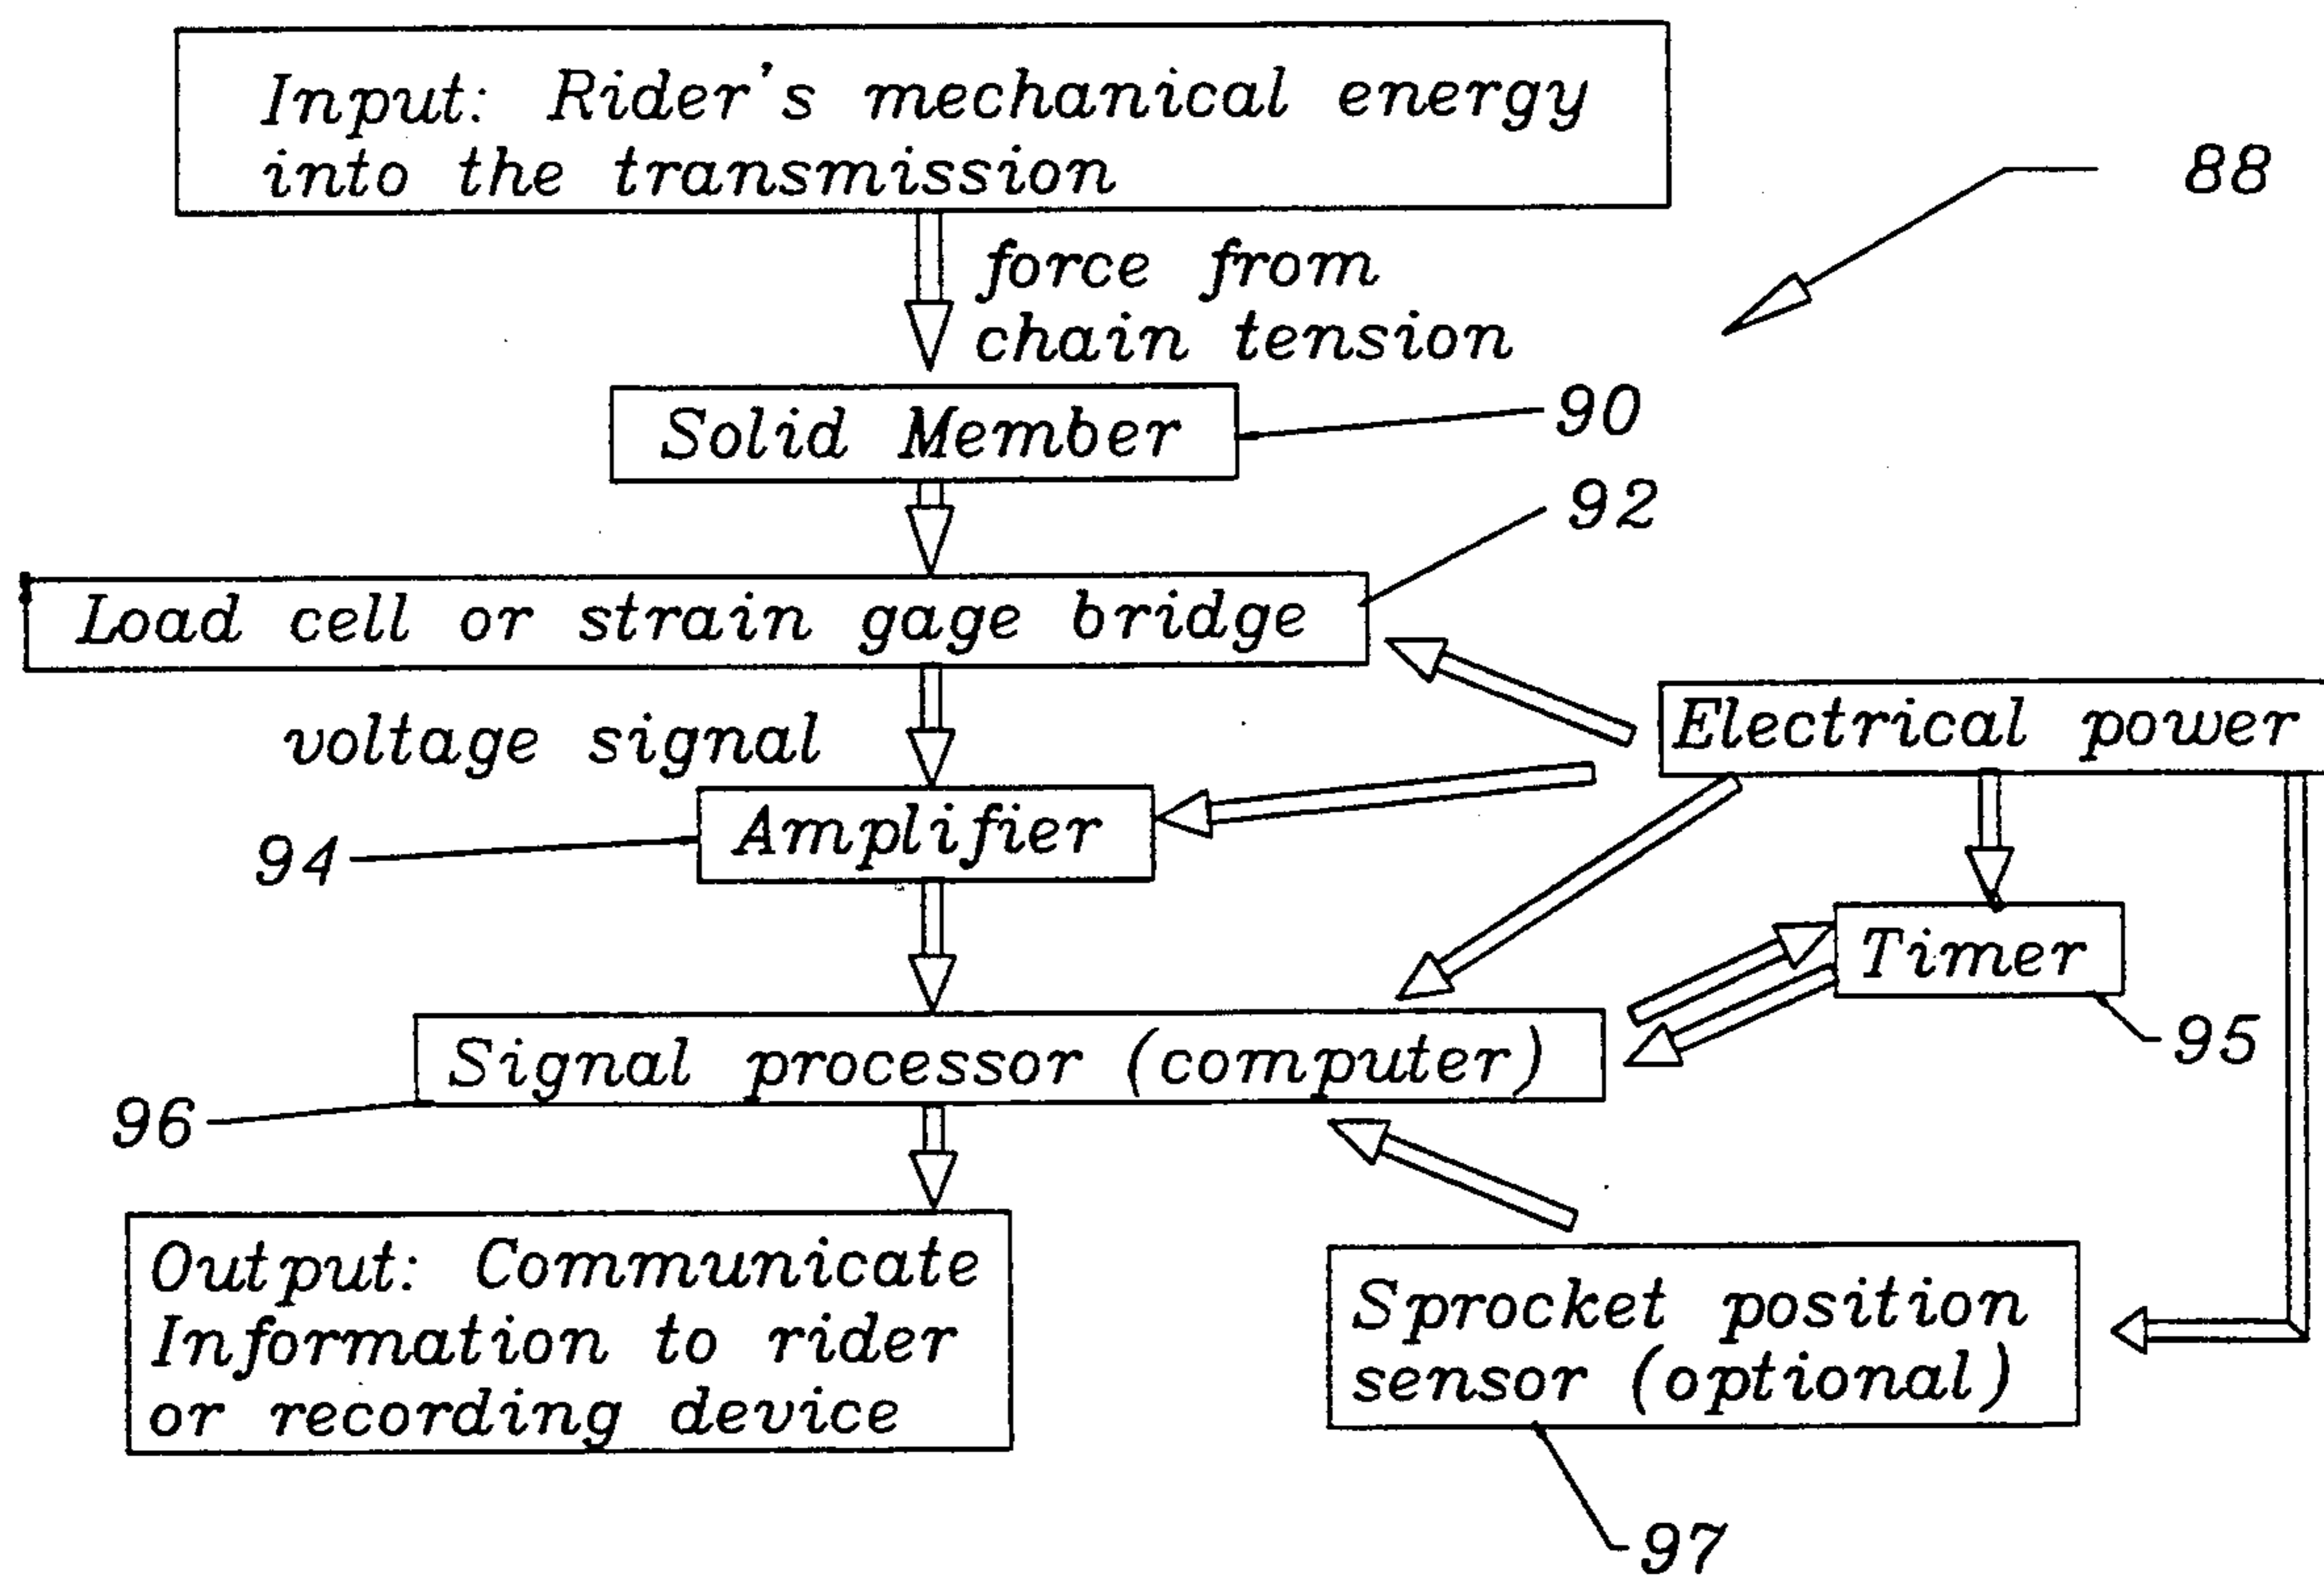 Input: Rider's mechanical energy
into the transmission
88
force from
chain tension
Solid Member
90
92
Load cell or strain gage bridge
voltage signal
Electrical power
Amplifier
94
Timer
95
Signal processor (computer)
96
Output: Communicate
Information to rider
or recording device
Sprocket position
sensor (optional)
97